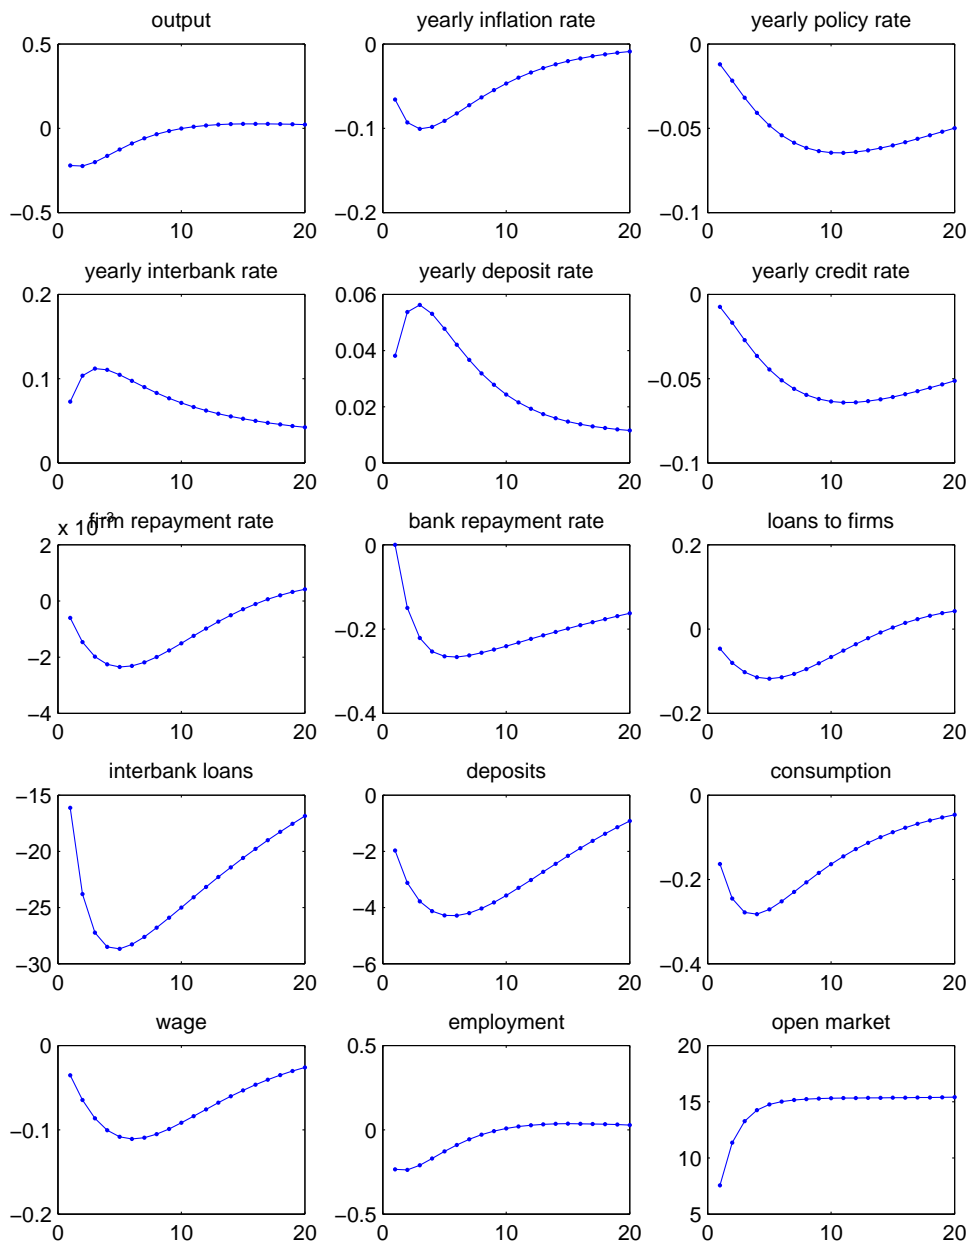 output
yearly inflation rate
yearly policy rate
0.5
0
−0.5
0 10 20
0
−0.1
−0.2
0 10 20
0
−0.05
−0.1
0 10 20
yearly interbank rate
yearly deposit rate
yearly credit rate
0.2
0.1
0
0 10 20
0.06
0.04
0.02
0
0 10 20
0
−0.05
−0.1
0 10 20
firm repayment rate
bank repayment rate
loans to firms
x 10
2
0
−2
−4
0 10 20
0
−0.2
−0.4
0 10 20
0.2
0
−0.2
0 10 20
interbank loans
deposits
consumption
−15
−20
−25
−30
0 10 20
0
−2
−4
−6
0 10 20
0
−0.2
−0.4
0 10 20
wage
employment
open market
0
−0.1
−0.2
0 10 20
0.5
0
−0.5
0 10 20
20
15
10
5
0 10 20